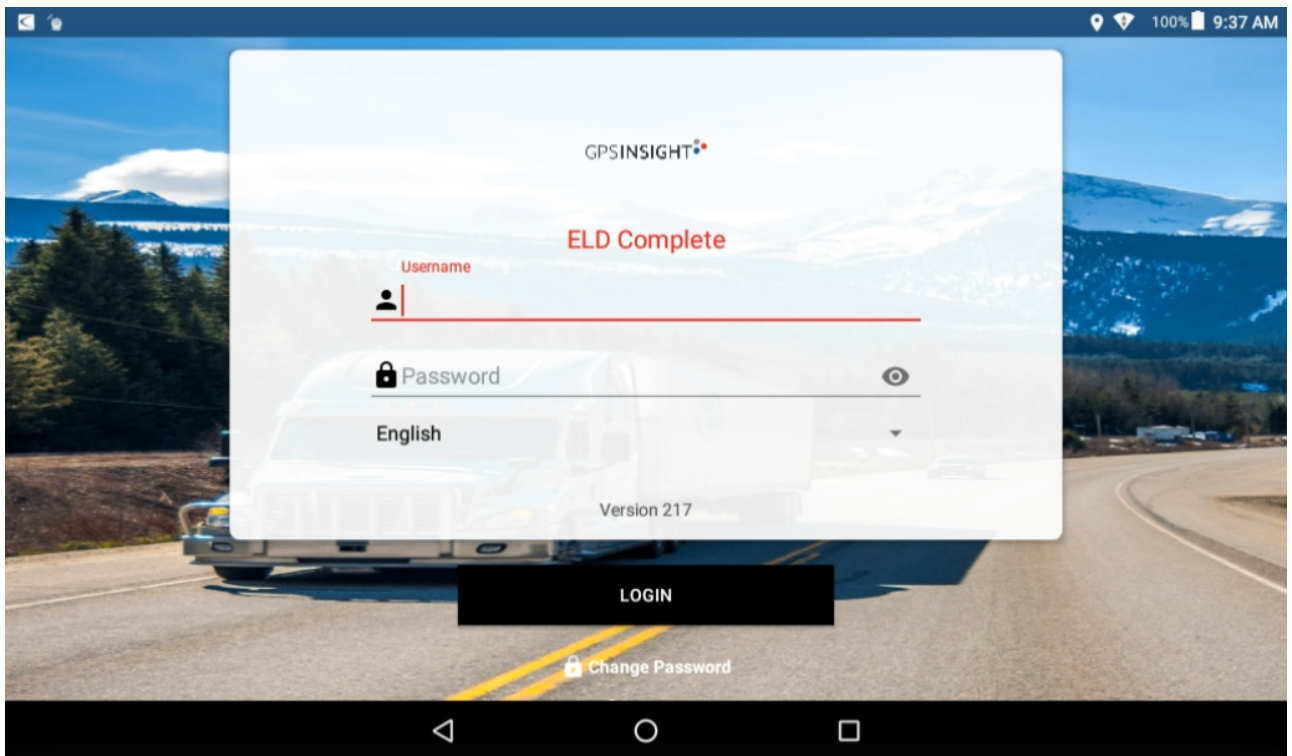 100% 9:37 AM
GPSINSIGHT
ELD Complete
Username
Password
English
Version 217
LOGIN
Change Password